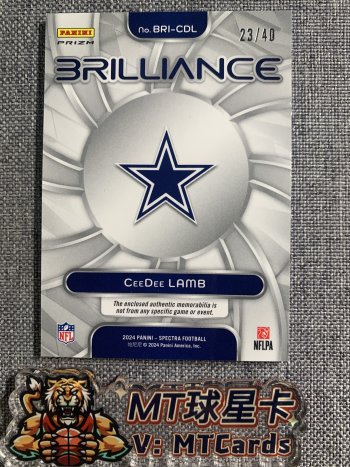 PANINI
PRIZM
No. BRI-CDL
23/40
BRILLIANCE
CEEDEE LAMB
The enclosed authentic memorabilia is
not from any specific game or event.
2024 PANINI - SPECTRA FOOTBALL
© 2024 Panini America, Inc.
NFL
NFLPA
MT球星卡
V: MTCards